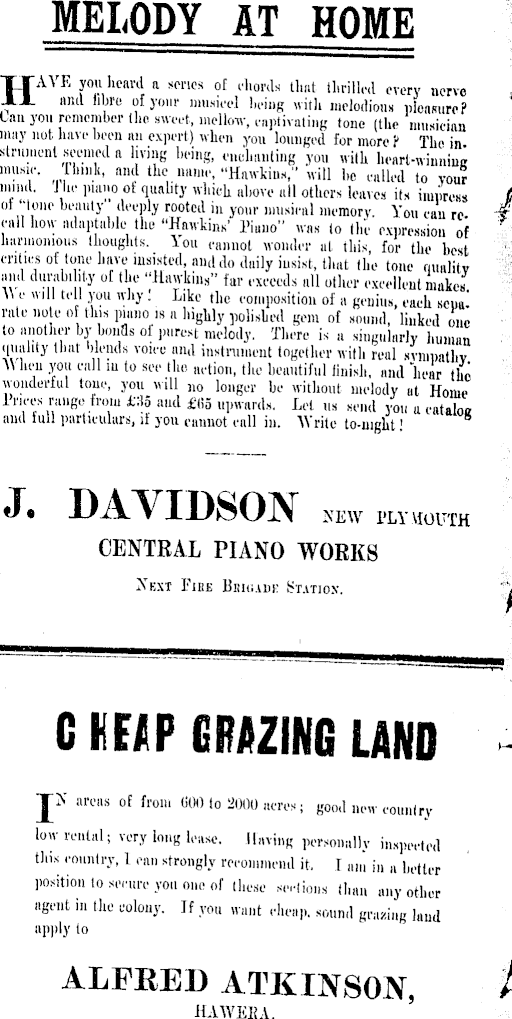 MELODY AT HOME
HAVE you heard a series of chords that thrilled every nerve
and fibre of your musicel being with melodious pleasure?
Can you remember the sweet, mellow, captivating tone (the musician
may not have been an expert) when you lounged for more? The in-
strument seemed a living being, enchanting you with heart-winning
music. Think, and the name, "Hawkins," will be called to your
mind. The piano of quality which above all others leaves its impress
of "tone beauty" deeply rooted in your musical memory. You can re-
call how adaptable the "Hawkins' Piano" was to the expression of
harmonious thoughts. You cannot wonder at this, for the best
critics of tone have insisted, and do daily insist, that the tone quality
and durability of the "Hawkins" far exceeds all other excellent makes.
We will tell you why! Like the composition of a genius, each sepa-
rate note of this piano is a highly polished gem of sound, linked one
to another by bonds of purest melody. There is a singularly human
quality that blends voice and instrument together with real sympathy.
When you call in to see the action, the beautiful finish, and hear the
wonderful tone, you will no longer be without melody at Home
Prices range from £35 and £65 upwards. Let us send you a catalog
and full particulars, if you cannot call in. Write to-night!
J. DAVIDSON NEW PLYMOUTH
CENTRAL PIANO WORKS
NEXT FIRE BRIGADE STATION.
CHEAP GRAZING LAND
IN areas of from 600 to 2000 acres; good new country
low rental; very long lease. Having personally inspected
this country, I can strongly recommend it. I am in a better
position to secure you one of these sections than any other
agent in the colony. If you want cheap, sound grazing land
apply to
ALFRED ATKINSON,
HAWERA.